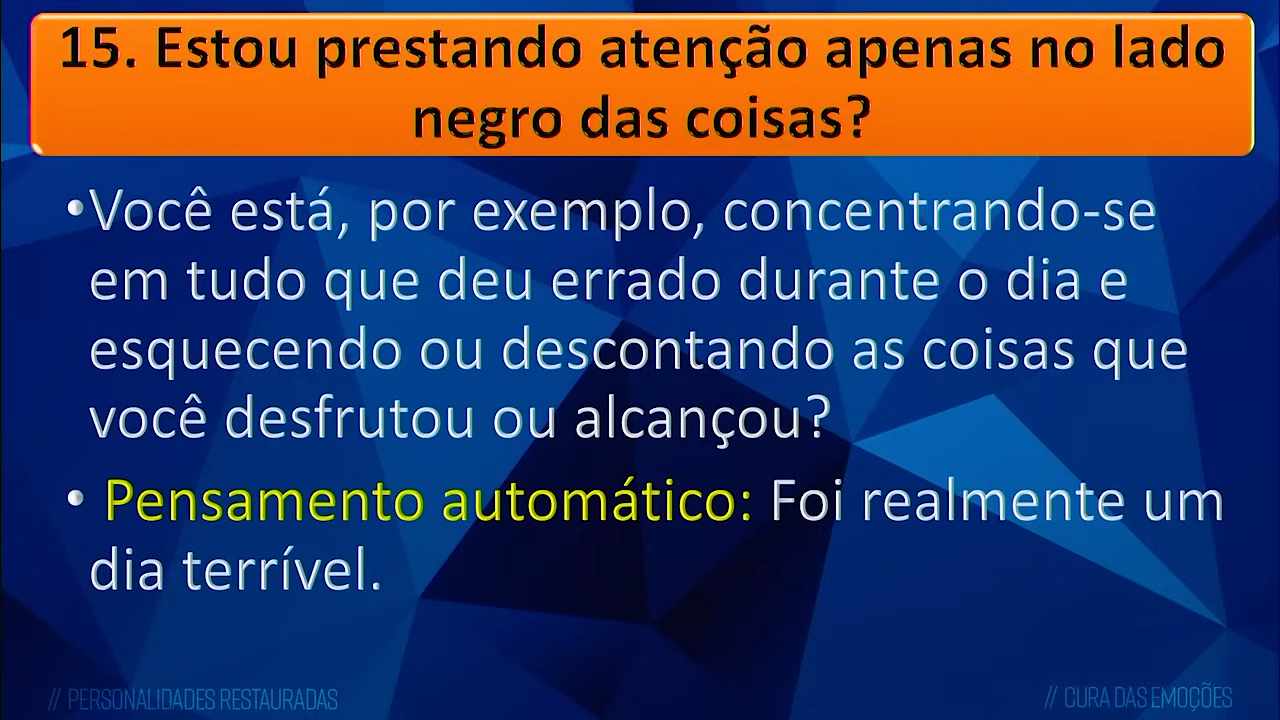 15. Estou prestando atenção apenas no lado
negro das coisas?
•Você está, por exemplo, concentrando-se
em tudo que deu errado durante o dia e
esquecendo ou descontando as coisas que
você desfrutou ou alcançou?
• Pensamento automático: Foi realmente um
dia terrível.
// PERSONALIDADES RESTAURADAS
// CURA DAS EMOÇÕES